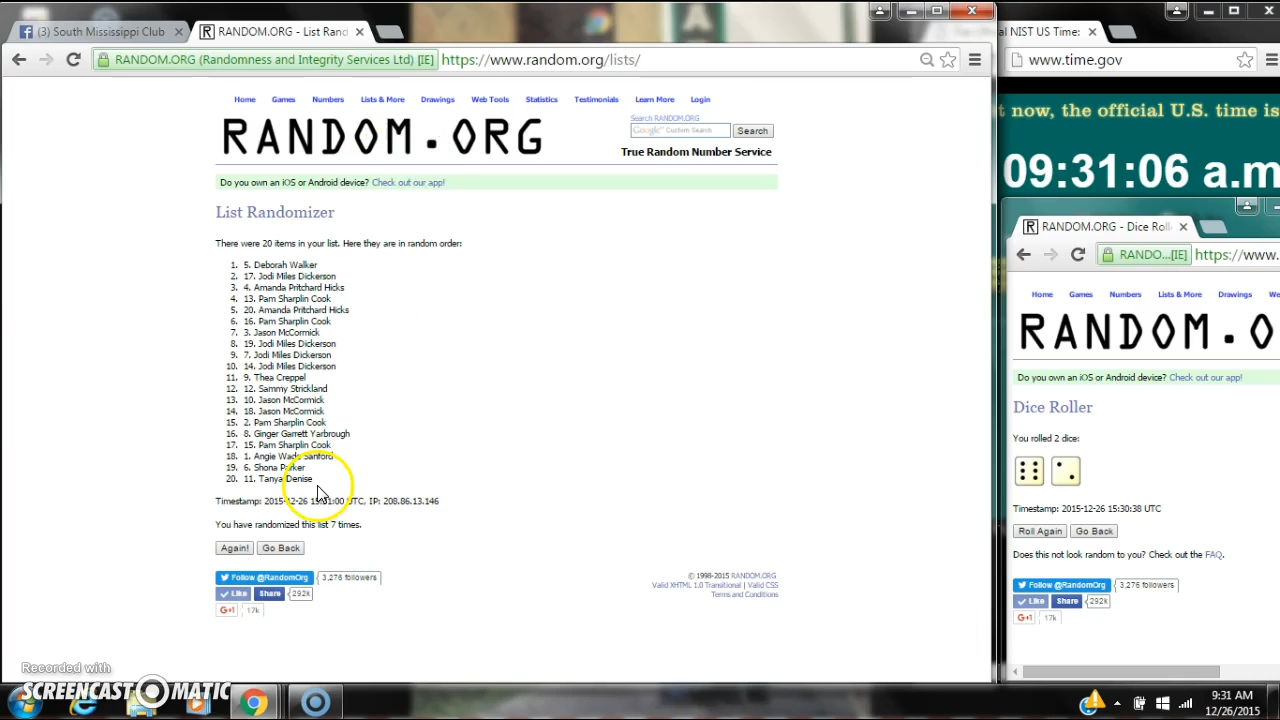 (3) South Mississippi Club
RANDOM.ORG - List Rand
al NIST US Time:
RANDOM.ORG (Randomness and Integrity Services Ltd) [IE]
https://www.random.org/lists/
www.time.gov
Home Games Numbers Lists & More Drawings Web Tools Statistics Testimonials Learn More Login
RANDOM.ORG
Search RANDOM.ORG
Google™ Custom Search
Search
True Random Number Service
Do you own an iOS or Android device? Check out our app!
List Randomizer
There were 20 items in your list. Here they are in random order:
1. 5. Deborah Walker
2. 17. Jodi Miles Dickerson
3. 4. Amanda Pritchard Hicks
4. 13. Pam Sharplin Cook
5. 20. Amanda Pritchard Hicks
6. 16. Pam Sharplin Cook
7. 3. Jason McCormick
8. 19. Jodi Miles Dickerson
9. 7. Jodi Miles Dickerson
10. 14. Jodi Miles Dickerson
11. 9. Thea Creppel
12. 12. Sammy Strickland
13. 10. Jason McCormick
14. 18. Jason McCormick
15. 2. Pam Sharplin Cook
16. 8. Ginger Garrett Yarbrough
17. 15. Pam Sharplin Cook
18. 1. Angie Wade Sanford
19. 6. Shona Parker
20. 11. Tanya Denise
Timestamp: 2015-12-26 15:31:00 UTC, IP: 208.86.13.146
You have randomized this list 7 times.
Again! Go Back
Follow @RandomOrg 3,276 followers
Like Share 292k
G+1 17k
© 1998-2015 RANDOM.ORG
Valid XHTML 1.0 Transitional | Valid CSS
Terms and Conditions
t now, the official U.S. time is
09:31:06 a.m
RANDOM.ORG - Dice Roll
RANDO...[IE] https://www.
Home Games Numbers Lists & More Drawings We
RANDOM.O
Do you own an iOS or Android device? Check out our app!
Dice Roller
You rolled 2 dice:
Timestamp: 2015-12-26 15:30:38 UTC
Roll Again Go Back
Does this not look random to you? Check out the FAQ.
Follow @RandomOrg 3,276 followers
Like Share 292k
G+1 17k
Recorded with
SCREENCAST-O-MATIC
9:31 AM
12/26/2015